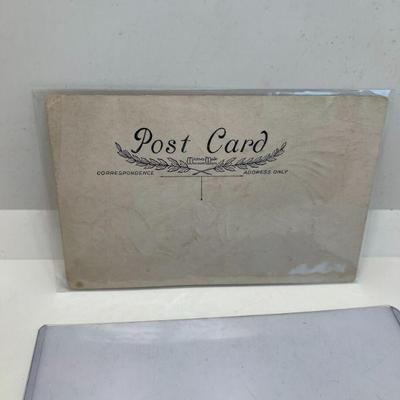 Post Card
CORRESPONDENCE ADDRESS ONLY